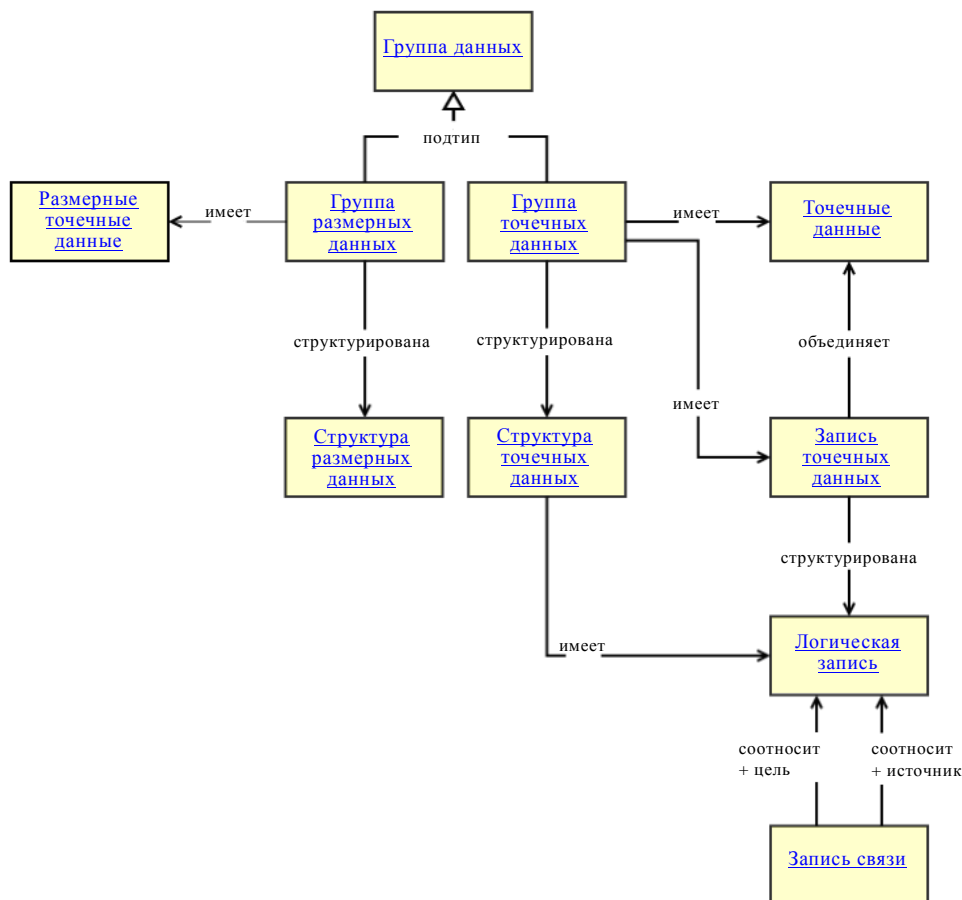 Группа данных
подтип
Размерные
точечные
данные
имеет
Группа
размерных
данных
Группа
точечных
данных
имеет
Точечные
данные
структурирована
структурирована
объединяет
имеет
Структура
размерных
данных
Структура
точечных
данных
Запись
точечных
данных
структурирована
имеет
Логическая
запись
соотносит
+ цель
соотносит
+ источник
Запись связи